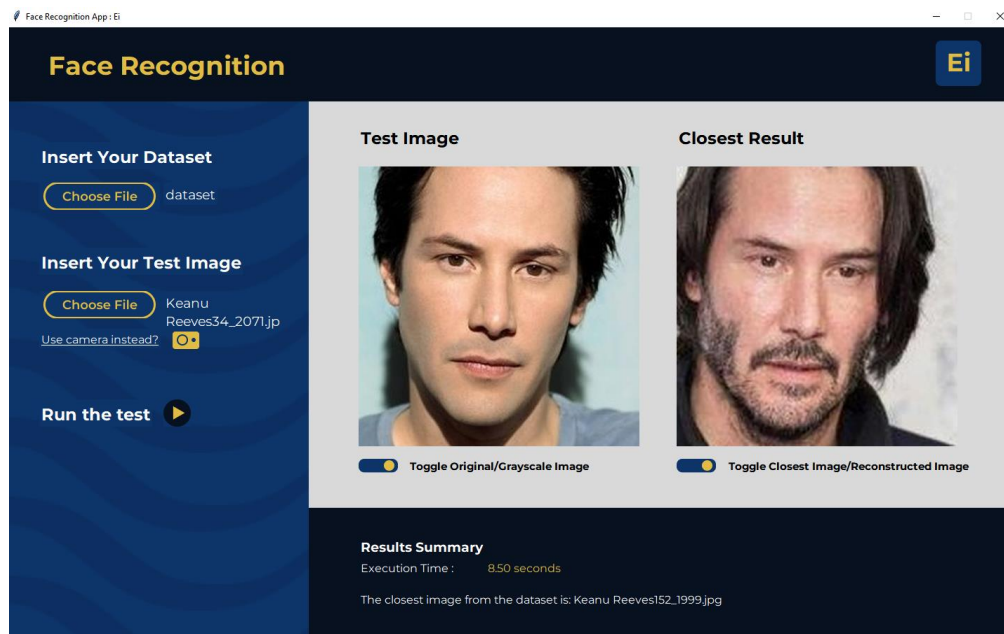 Face Recognition App : Ei
Face Recognition
Ei
Insert Your Dataset
Choose File
dataset
Insert Your Test Image
Choose File
Keanu
Reeves34_2071.jp
Use camera instead?
Run the test
Test Image
Closest Result
Toggle Original/Grayscale Image
Toggle Closest Image/Reconstructed Image
Results Summary
Execution Time : 8.50 seconds
The closest image from the dataset is: Keanu Reeves152_1999.jpg